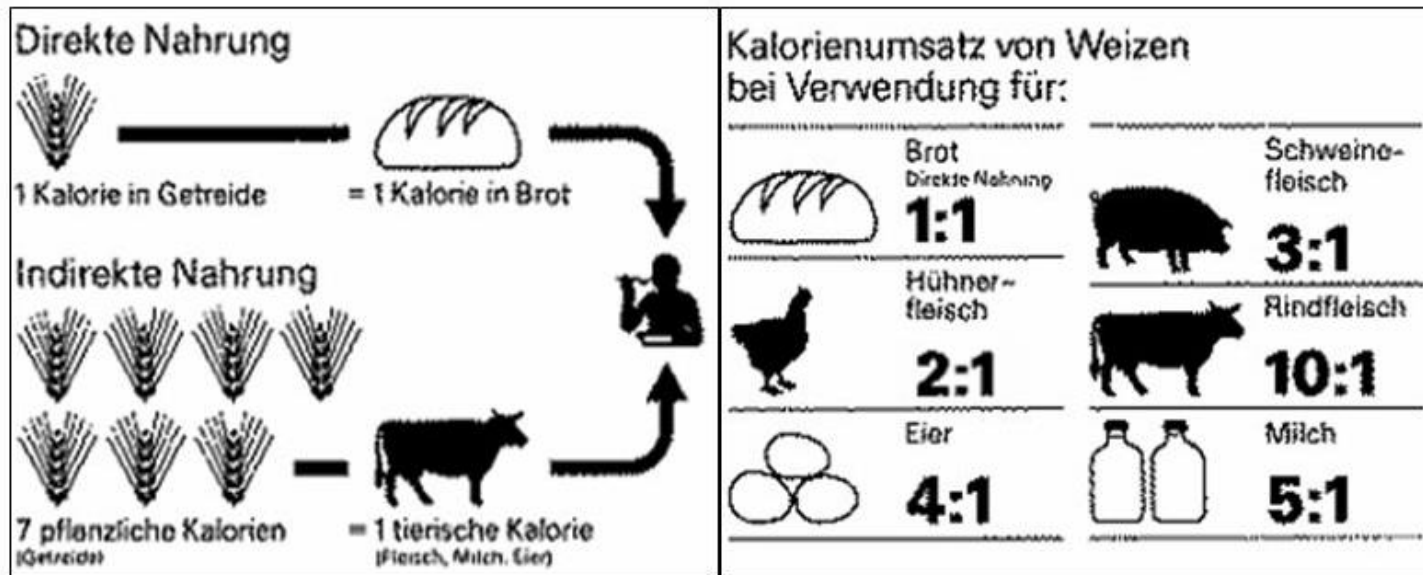 Direkte Nahrung
1 Kalorie in Getreide
= 1 Kalorie in Brot
Indirekte Nahrung
7 pflanzliche Kalorien
(Getreide)
= 1 tierische Kalorie
(Fleisch, Milch, Eier)
Kalorienumsatz von Weizen
bei Verwendung für:
Brot
Direkte Nahrung
1:1
Schweine-
fleisch
3:1
Hühner-
fleisch
2:1
Rindfleisch
10:1
Eier
4:1
Milch
5:1